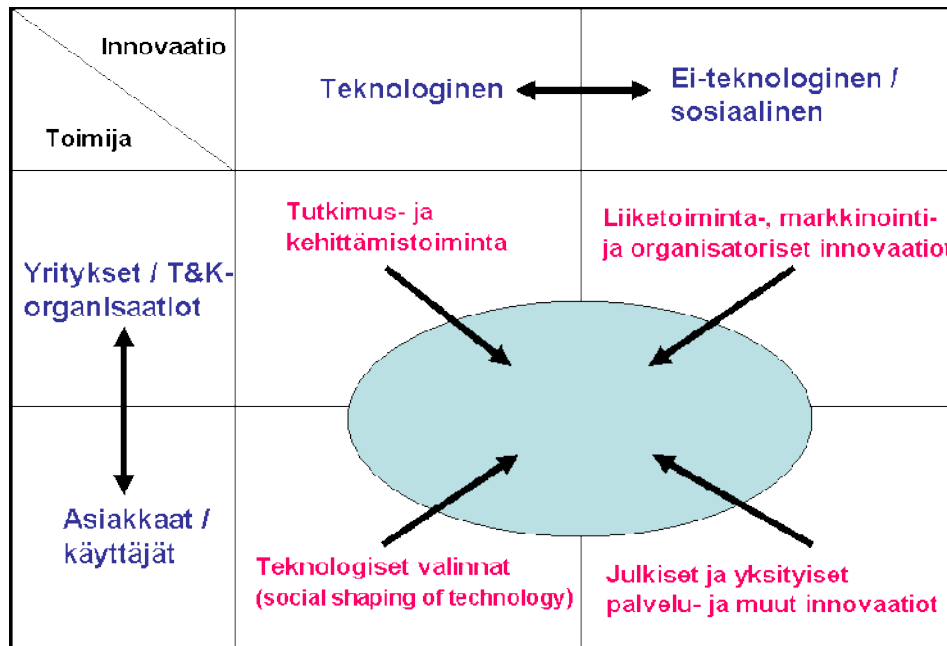 Innovaatio
Toimija
Teknologinen
Ei-teknologinen /
sosiaalinen
Yritykset / T&K-
organisaatiot
Tutkimus- ja
kehittämistoiminta
Liiketoiminta-, markkinointi-
ja organisatoriset innovaatiot
Asiakkaat /
käyttäjät
Teknologiset valinnat
(social shaping of technology)
Julkiset ja yksityiset
palvelu- ja muut innovaatiot